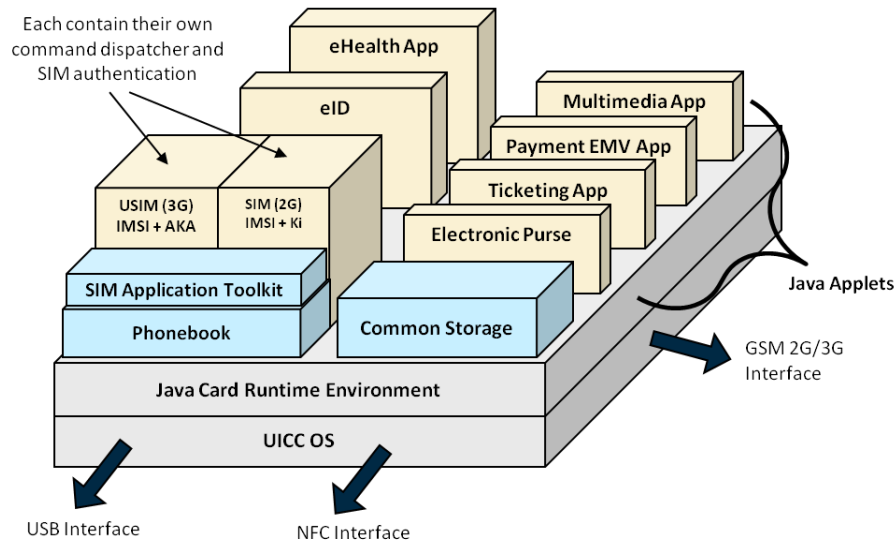 Each contain their own
command dispatcher and
SIM authentication
eHealth App
eID
Multimedia App
Payment EMV App
Ticketing App
Electronic Purse
USIM (3G)
IMSI + AKA
SIM (2G)
IMSI + Ki
SIM Application Toolkit
Phonebook
Common Storage
Java Applets
Java Card Runtime Environment
UICC OS
GSM 2G/3G
Interface
USB Interface
NFC Interface